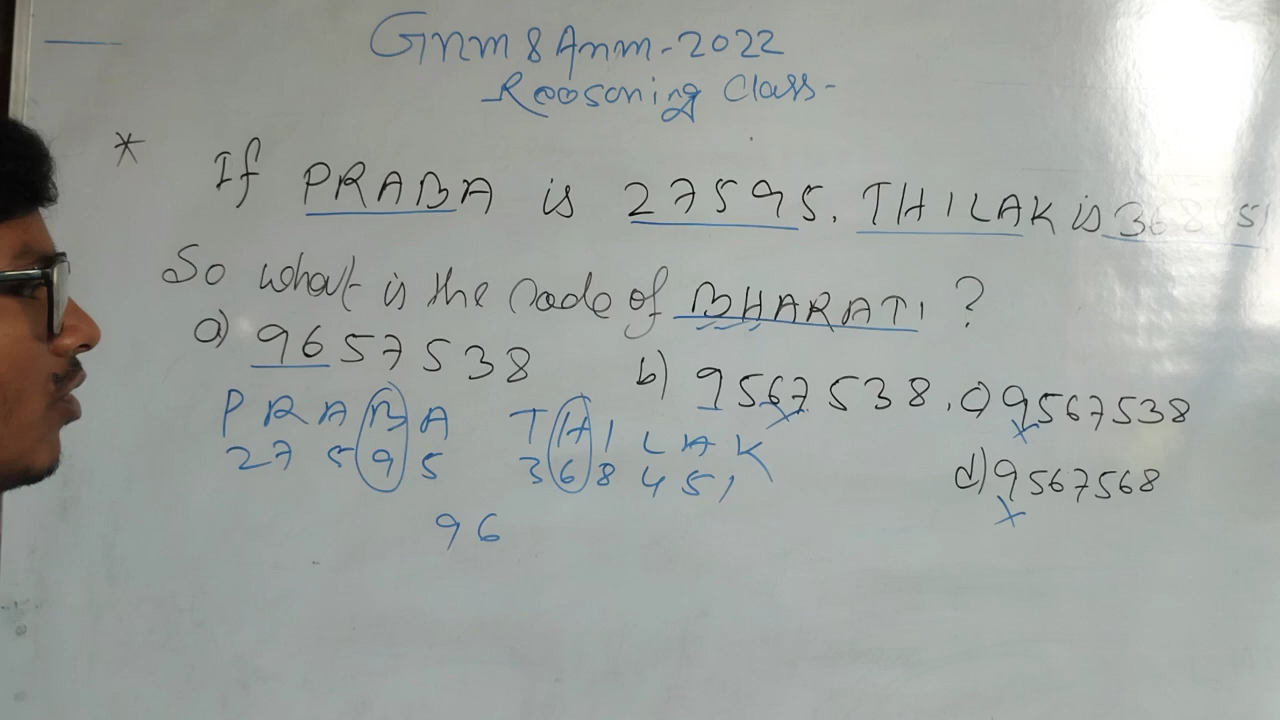 Gnm & Anm-2022
Reasoning Class-
* If PRABA is 27595. THILAK is 368451
So what is the code of BHARATI ?
a) 9657538 b) 9567538. c) 9567538
d) 9567568
P R A B A T H I L A K
2 7 5 9 5 3 6 8 4 5 1
9 6